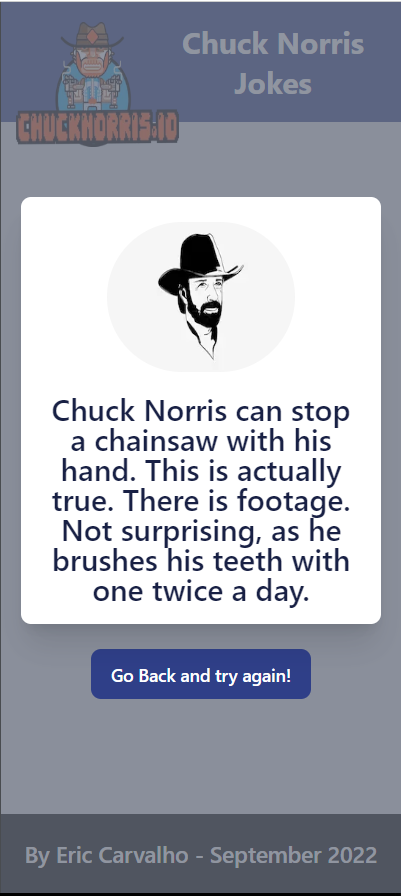 Chuck Norris
Jokes
CHUCKNORRIS.IO
Chuck Norris can stop
a chainsaw with his
hand. This is actually
true. There is footage.
Not surprising, as he
brushes his teeth with
one twice a day.
Go Back and try again!
By Eric Carvalho - September 2022